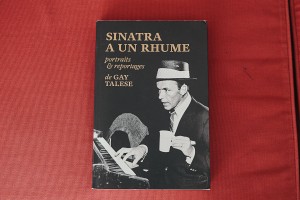 SINATRA
A UN RHUME
portraits
& reportages
de GAY
TALESE